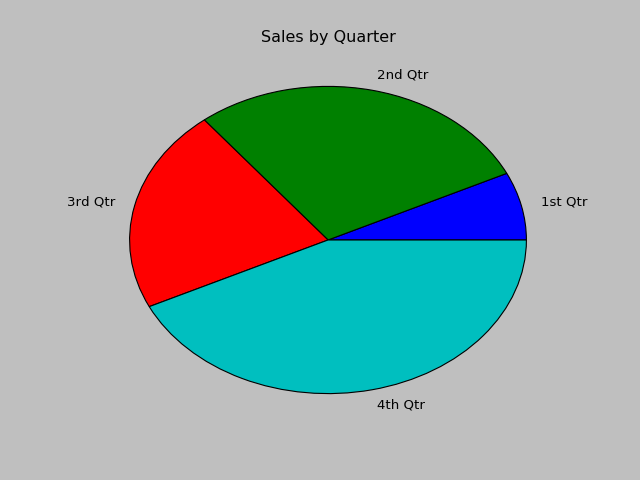 Sales by Quarter
2nd Qtr
3rd Qtr
1st Qtr
4th Qtr